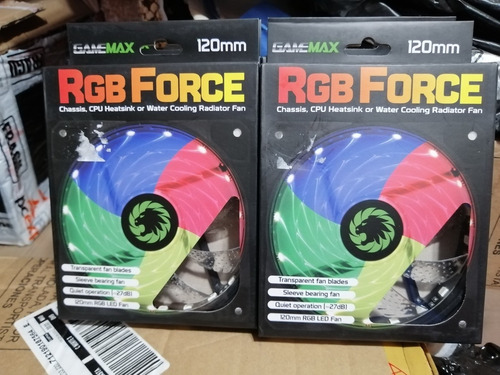 GAMEMAX 120mm
RGB FORCE
Chassis, CPU Heatsink or Water Cooling Radiator Fan
Transparent fan blades
Sleeve bearing fan
Quiet operation (~27dB)
120mm RGB LED Fan
GAMEMAX 120mm
RGB FORCE
Chassis, CPU Heatsink or Water Cooling Radiator Fan
Transparent fan blades
Sleeve bearing fan
Quiet operation (~27dB)
120mm RGB LED Fan